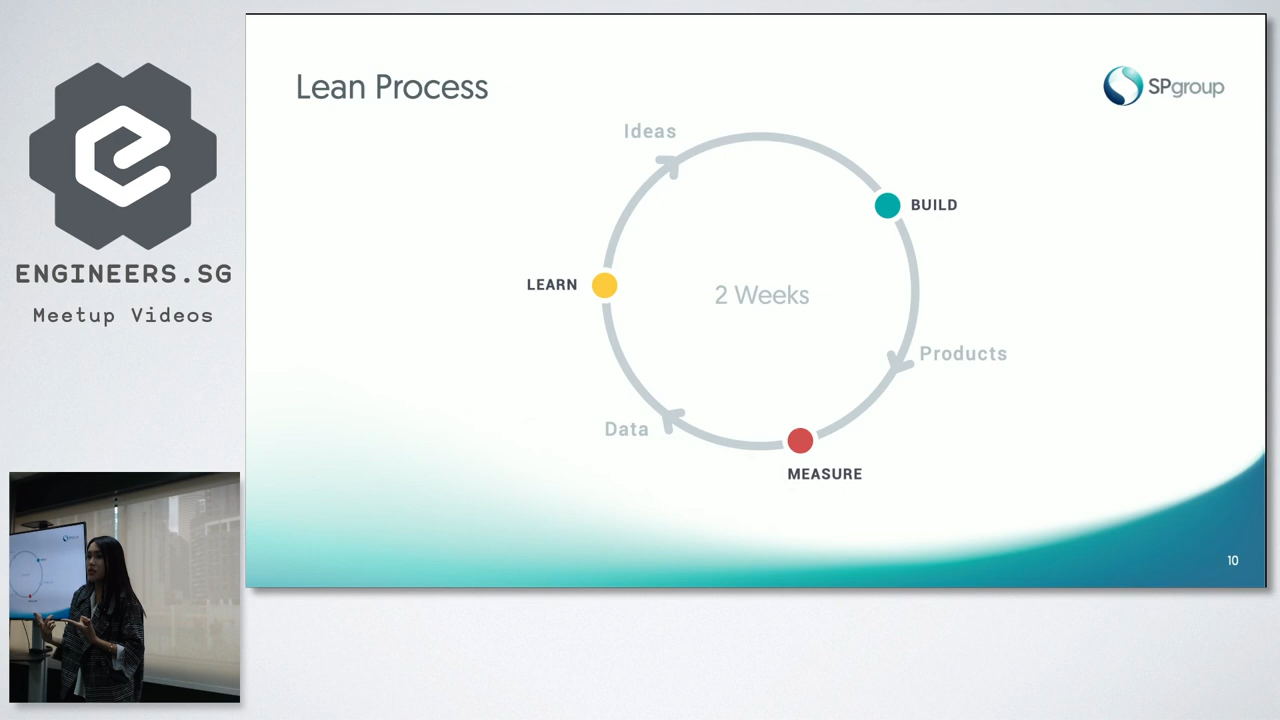 ENGINEERS.SG
Meetup Videos
Lean Process
SPgroup
Ideas
BUILD
LEARN
2 Weeks
Products
Data
MEASURE
10